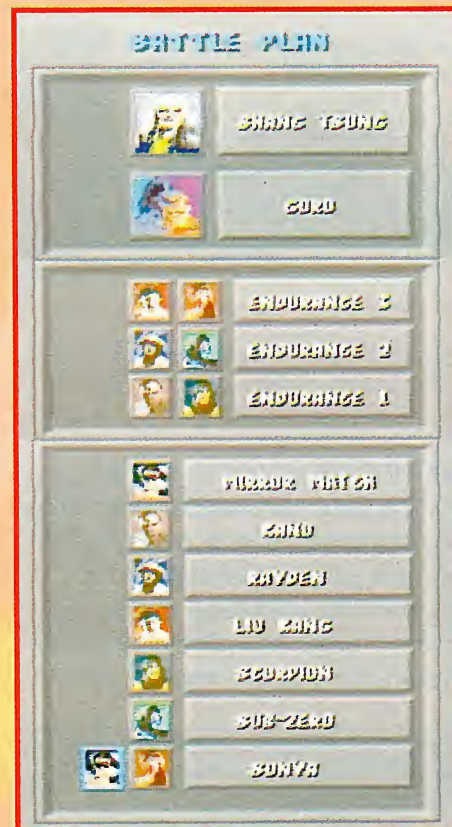 BATTLE PLAN
SHANG TSUNG
GORO
ENDURANCE 3
ENDURANCE 2
ENDURANCE 1
MIRROR MATCH
KANO
RAYDEN
LIU KANG
SCORPION
SUB-ZERO
SONYA